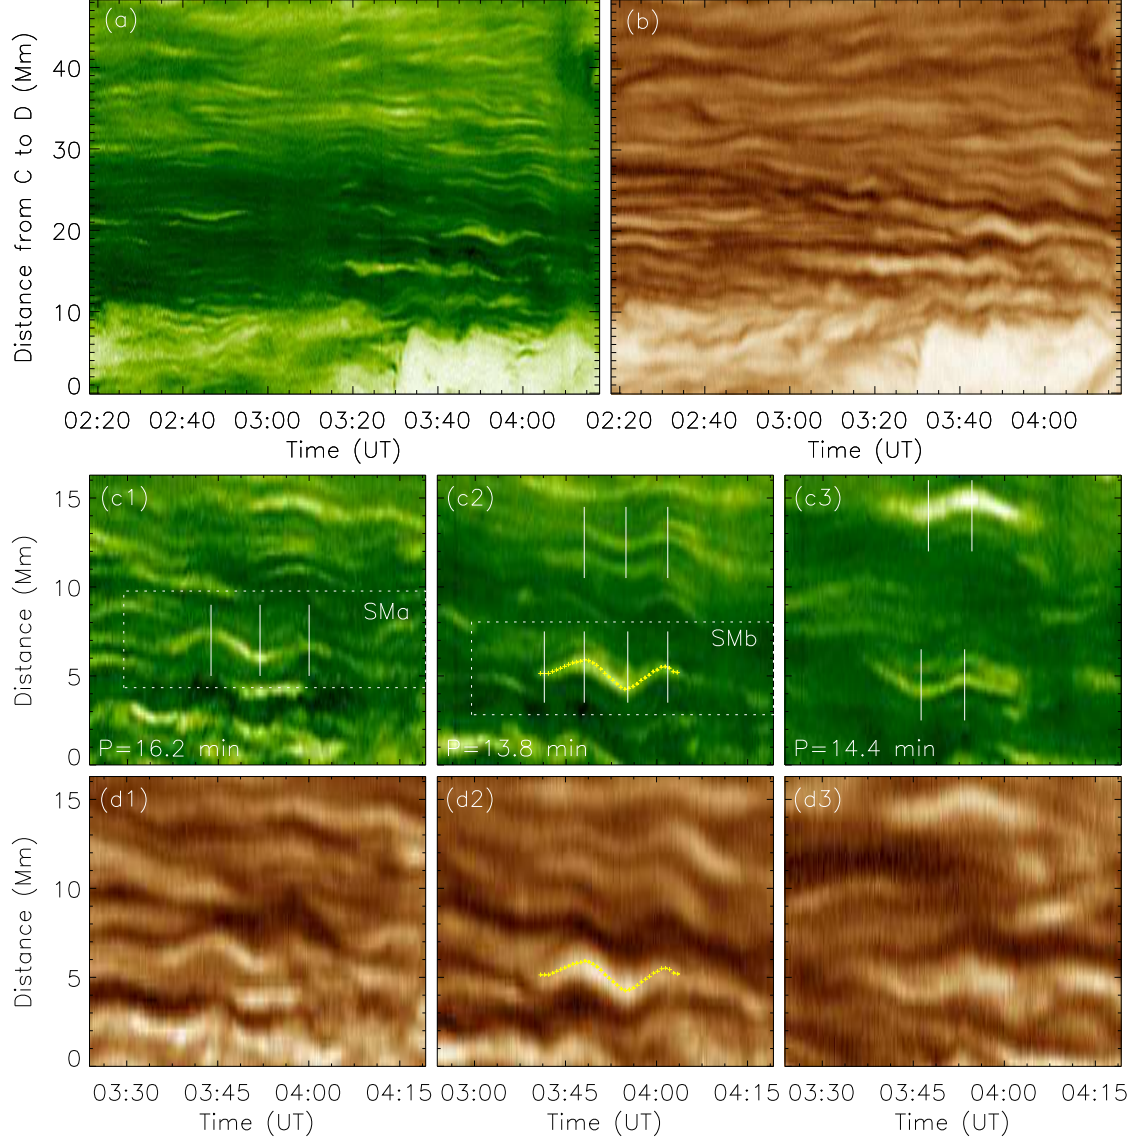 (a)
(b)
Distance from C to D (Mm)
40
30
20
10
0
02:20 02:40 03:00 03:20 03:40 04:00
Time (UT)
02:20 02:40 03:00 03:20 03:40 04:00
Time (UT)
(c1)
(c2)
(c3)
Distance (Mm)
15
10
5
0
SMa
SMb
P=16.2 min
P=13.8 min
P=14.4 min
(d1)
(d2)
(d3)
Distance (Mm)
15
10
5
0
03:30 03:45 04:00 04:15
Time (UT)
03:00 03:45 04:00 04:15
Time (UT)
03:30 03:45 04:00 04:15
Time (UT)